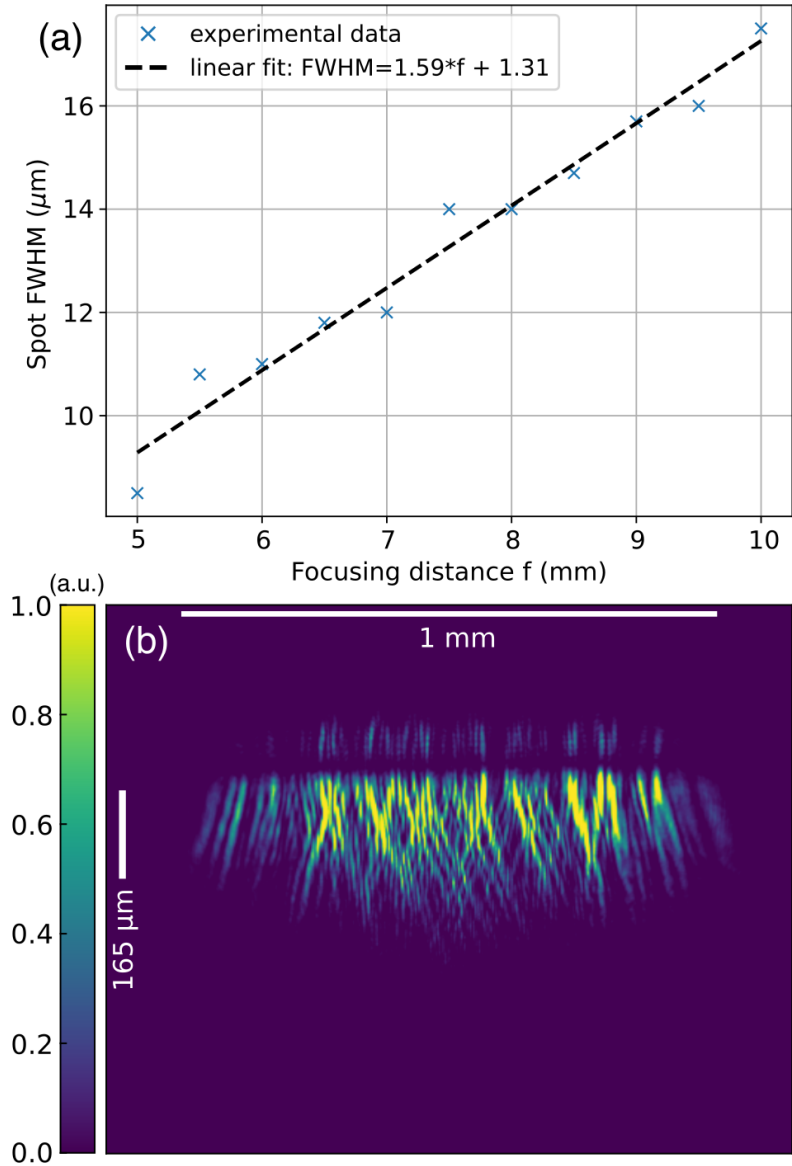 (a)
experimental data
linear fit: FWHM=1.59*f + 1.31
16
14
12
10
Spot FWHM (μm)
5 6 7 8 9 10
Focusing distance f (mm)
(a.u.)
1.0
0.8
0.6
0.4
0.2
0.0
(b)
1 mm
165 μm